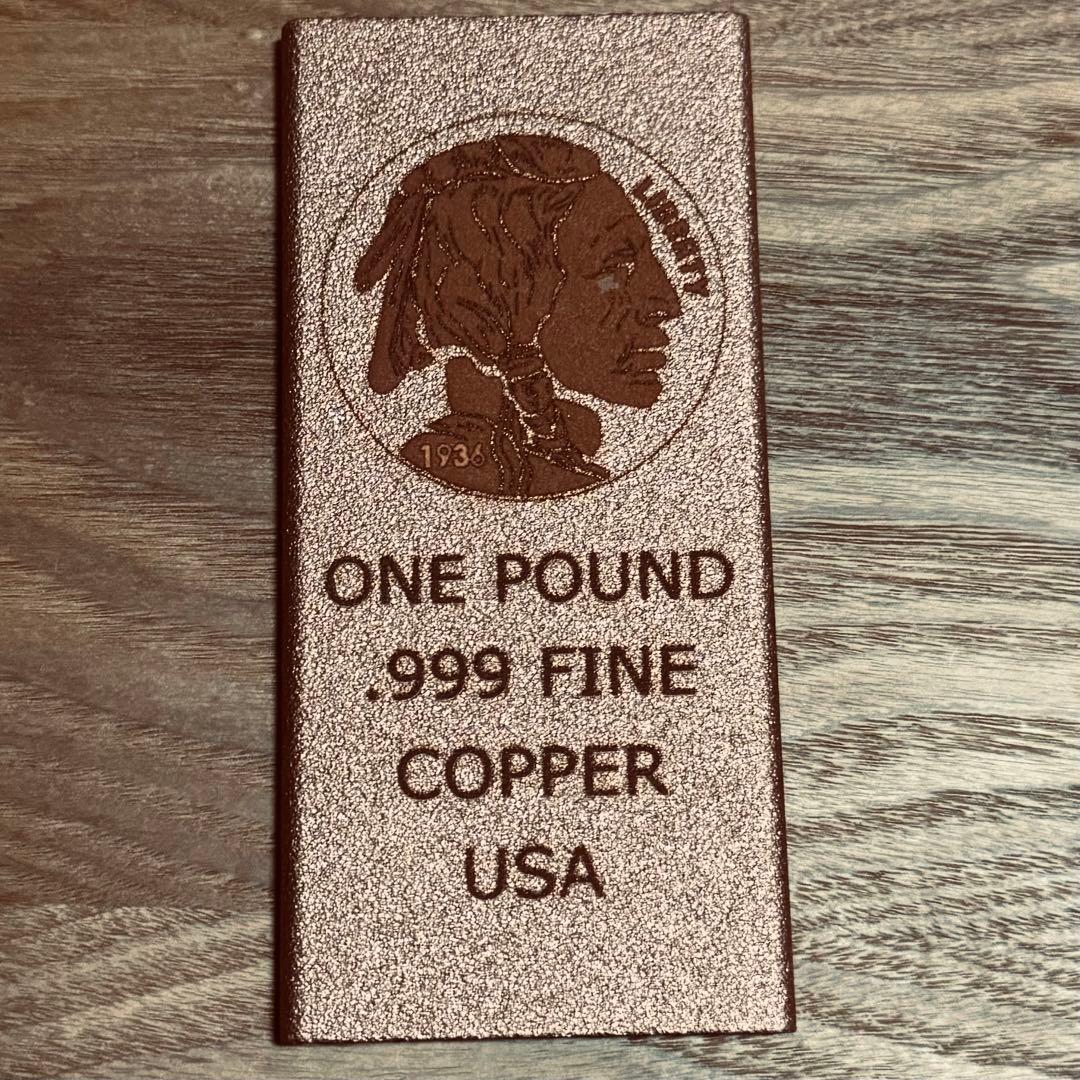 LIBERTY
1936
ONE POUND
.999 FINE
COPPER
USA